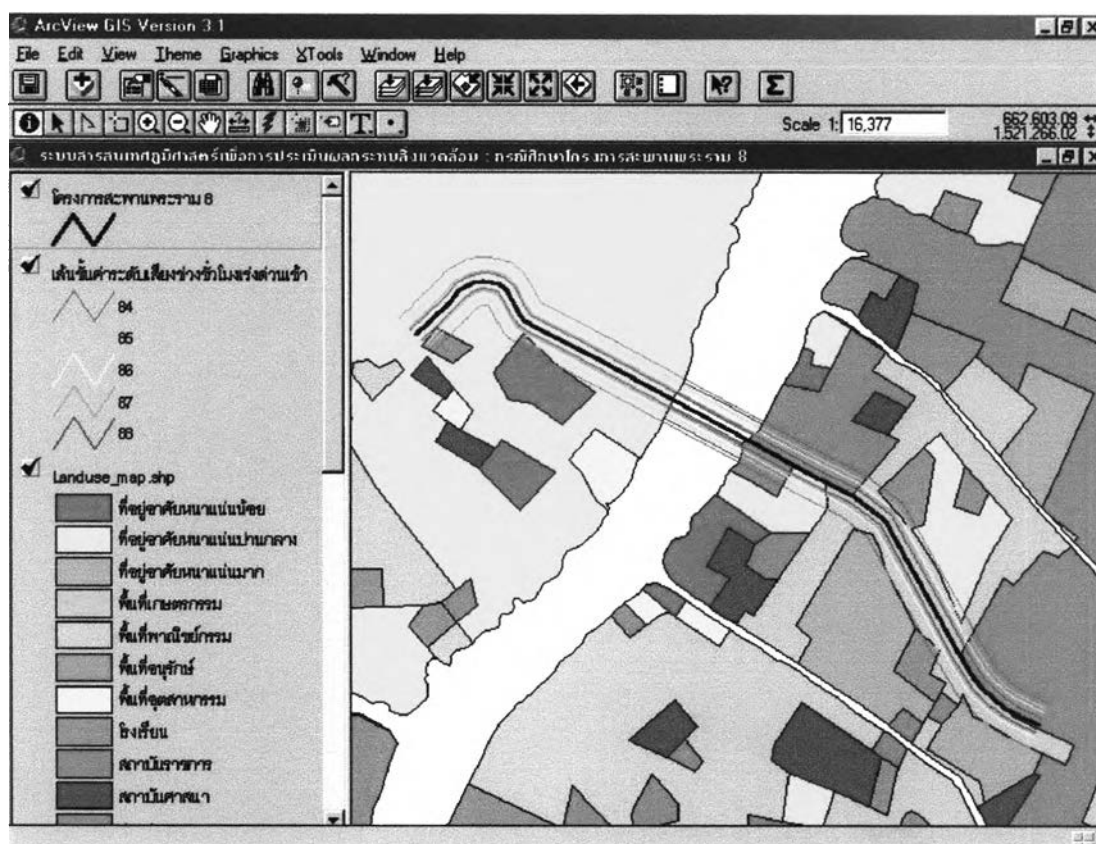 ArcView GIS Version 3.1
File Edit View Theme Graphics XTools Window Help
Scale 1: 16,377
662,603.09
1,521,266.02
ระบบสารสนเทศภูมิศาสตร์เพื่อการประเมินผลกระทบสิ่งแวดล้อม : กรณีศึกษาโครงการสะพานพระราม 8
โครงการสะพานพระราม 8
เส้นชั้นค่าระดับเสียงช่วงชั่วโมงเร่งด่วนเช้า
84
85
86
87
88
Landuse_map.shp
ที่อยู่อาศัยหนาแน่นน้อย
ที่อยู่อาศัยหนาแน่นปานกลาง
ที่อยู่อาศัยหนาแน่นมาก
พื้นที่เกษตรกรรม
พื้นที่พาณิชย์กรรม
พื้นที่อนุรักษ์
พื้นที่อุตสาหกรรม
โรงเรียน
สถาบันราชการ
สถาบันศาสนา